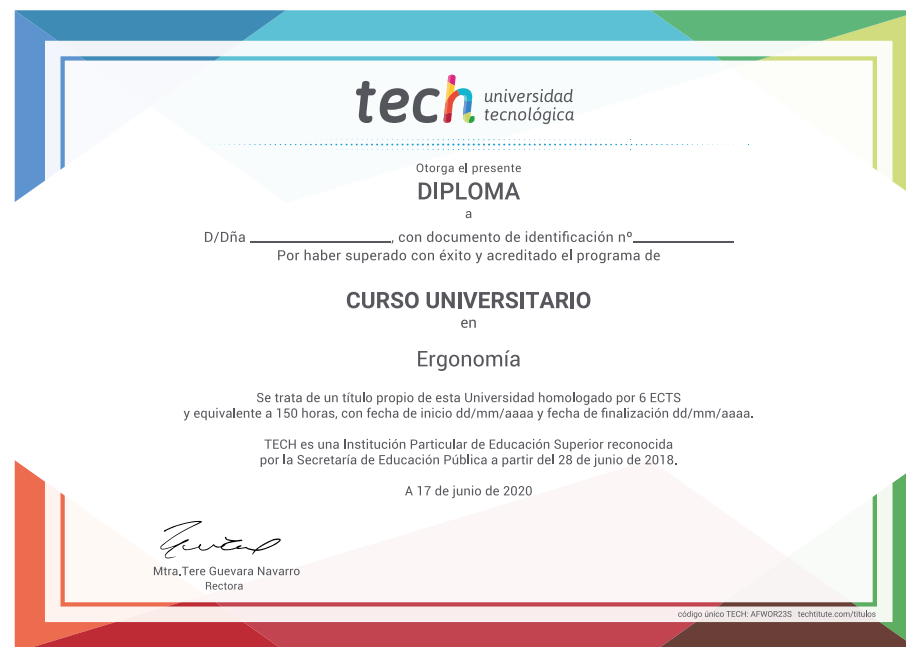 tech universidad
tecnológica
Otorga el presente
DIPLOMA
a
D/Dña ________________, con documento de identificación nº____________
Por haber superado con éxito y acreditado el programa de
CURSO UNIVERSITARIO
en
Ergonomía
Se trata de un título propio de esta Universidad homologado por 6 ECTS
y equivalente a 150 horas, con fecha de inicio dd/mm/aaaa y fecha de finalización dd/mm/aaaa.
TECH es una Institución Particular de Educación Superior reconocida
por la Secretaría de Educación Pública a partir del 28 de junio de 2018.
A 17 de junio de 2020
Mtra.Tere Guevara Navarro
Rectora
código único TECH: AFWOR23S techtitute.com/titulos